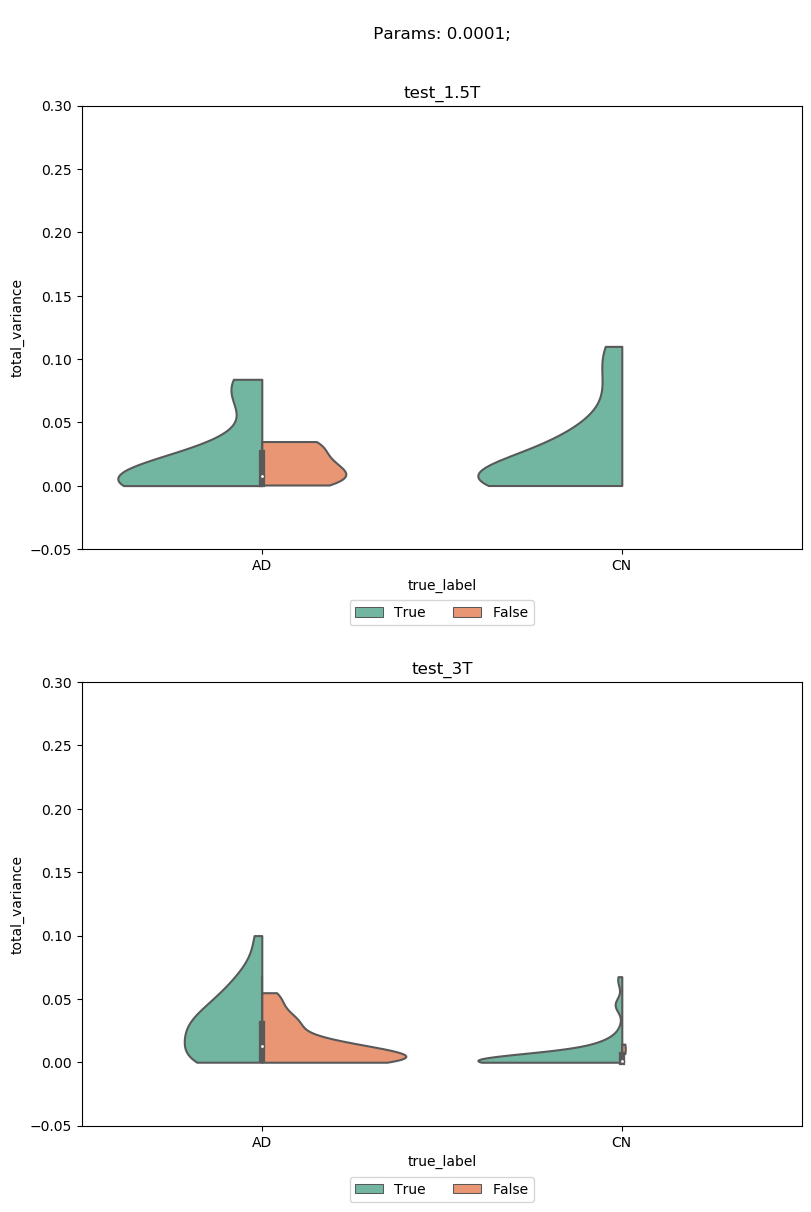 Params: 0.0001;
test_1.5T
0.30
0.25
0.20
0.15
0.10
0.05
0.00
−0.05
total_variance
AD CN
true_label
True False
test_3T
0.30
0.25
0.20
0.15
0.10
0.05
0.00
−0.05
total_variance
AD CN
true_label
True False